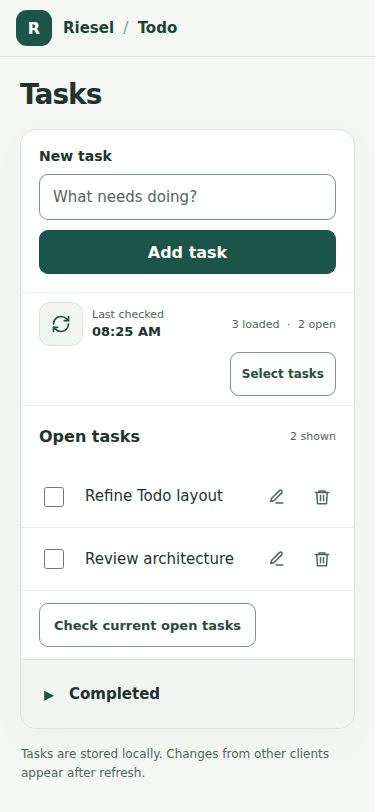 R Riesel / Todo
Tasks
New task
What needs doing?
Add task
Last checked
08:25 AM
3 loaded · 2 open
Select tasks
Open tasks
2 shown
Refine Todo layout
Review architecture
Check current open tasks
▶ Completed
Tasks are stored locally. Changes from other clients
appear after refresh.